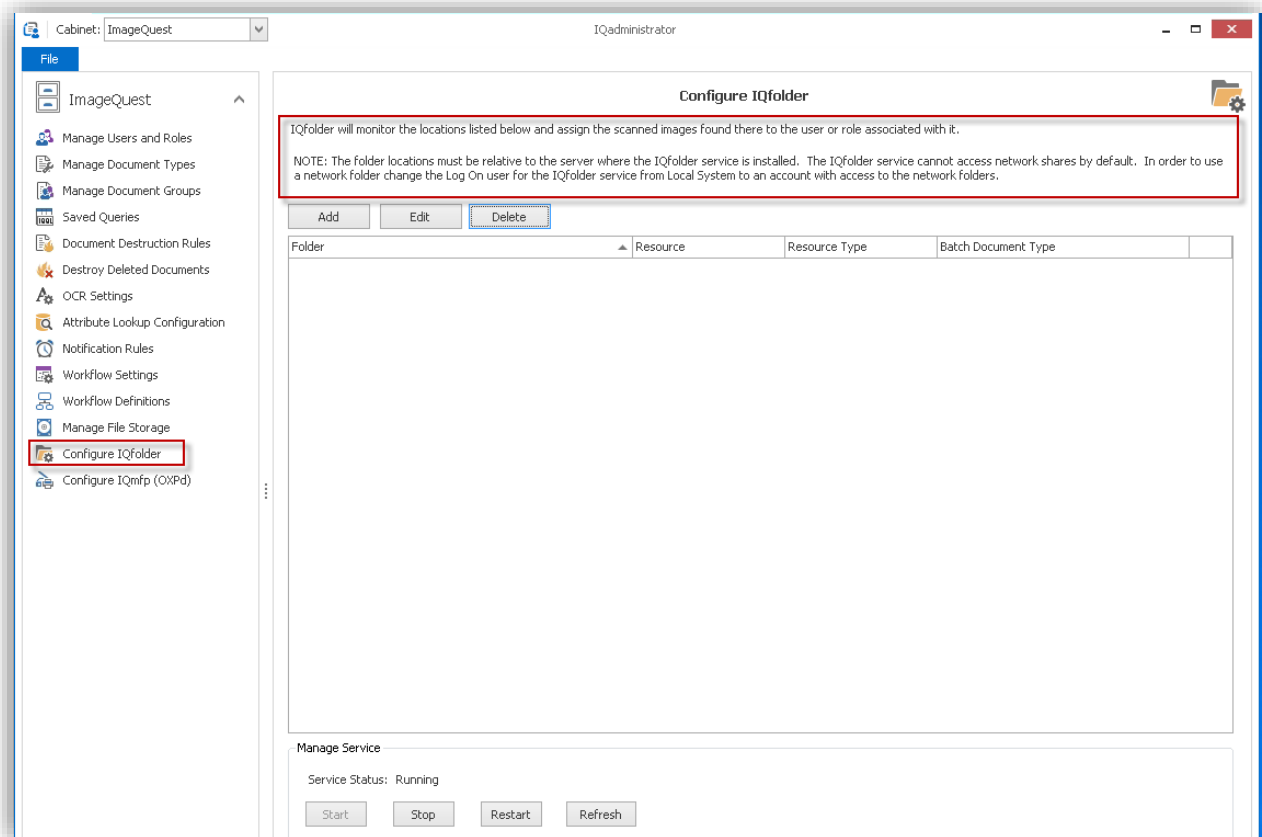 Cabinet: ImageQuest
IQadministrator
File
ImageQuest
Manage Users and Roles
Manage Document Types
Manage Document Groups
Saved Queries
Document Destruction Rules
Destroy Deleted Documents
OCR Settings
Attribute Lookup Configuration
Notification Rules
Workflow Settings
Workflow Definitions
Manage File Storage
Configure IQfolder
Configure IQmfp (OXPd)
Configure IQfolder
IQfolder will monitor the locations listed below and assign the scanned images found there to the user or role associated with it.
NOTE: The folder locations must be relative to the server where the IQfolder service is installed. The IQfolder service cannot access network shares by default. In order to use
a network folder change the Log On user for the IQfolder service from Local System to an account with access to the network folders.
Add Edit Delete
Folder Resource Resource Type Batch Document Type
Manage Service
Service Status: Running
Start Stop Restart Refresh